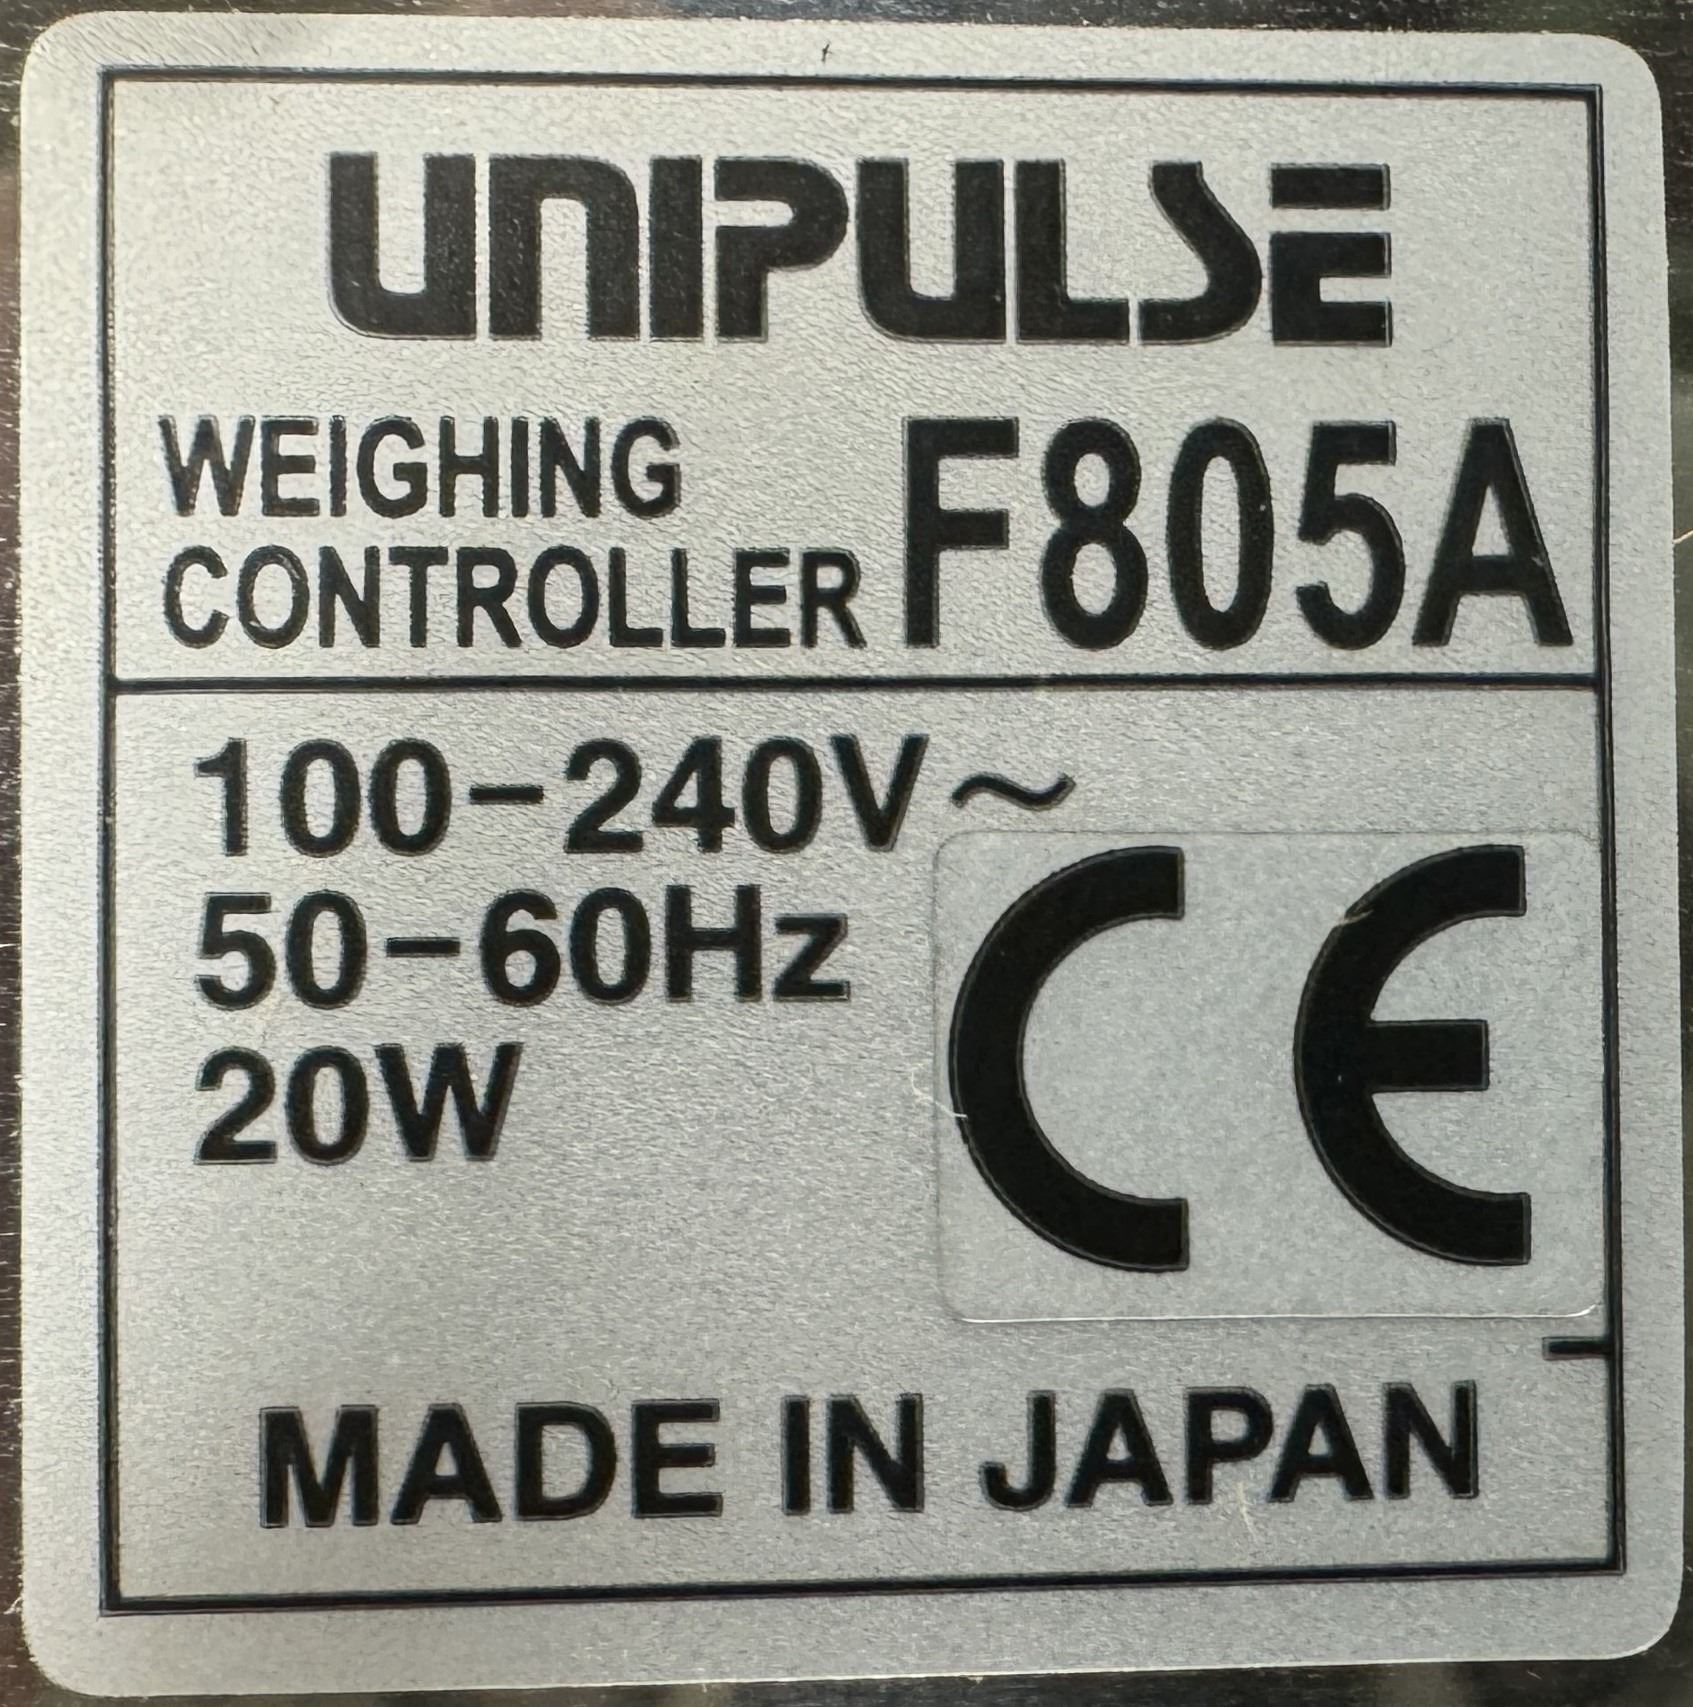 UNIPULSE
WEIGHING
CONTROLLER F805A
100-240V~
50-60Hz
20W
CE
MADE IN JAPAN